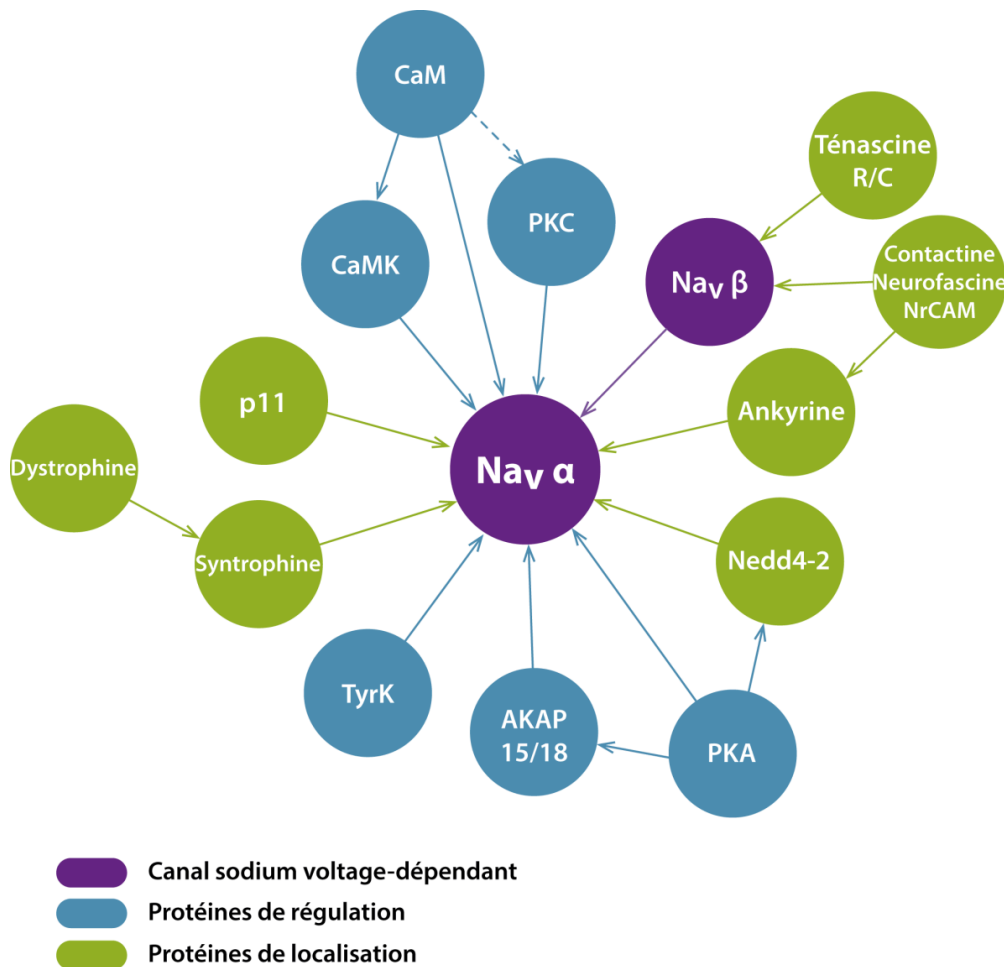 CaM
Ténascine
R/C
PKC
CaMK
Contactine
Neurofascine
NrCAM
Nav β
p11
Ankyrine
Dystrophine
Nav α
Syntrophine
Nedd4-2
TyrK
AKAP
15/18
PKA
Canal sodium voltage-dépendant
Protéines de régulation
Protéines de localisation